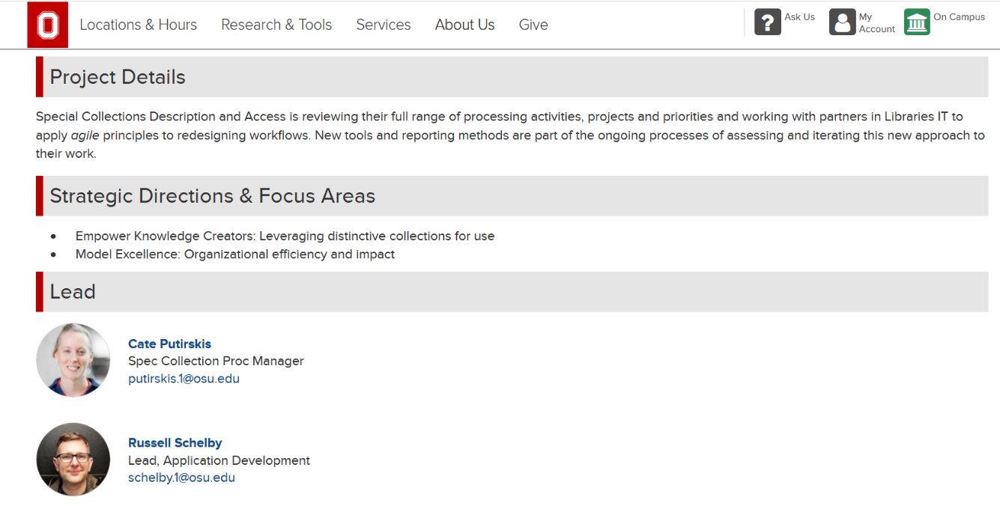 O
Locations & Hours
Research & Tools
Services
About Us
Give
?
Ask Us
My
Account
On Campus
Project Details
Special Collections Description and Access is reviewing their full range of processing activities, projects and priorities and working with partners in Libraries IT to
apply agile principles to redesigning workflows. New tools and reporting methods are part of the ongoing processes of assessing and iterating this new approach to
their work.
Strategic Directions & Focus Areas
• Empower Knowledge Creators: Leveraging distinctive collections for use
• Model Excellence: Organizational efficiency and impact
Lead
Cate Putirskis
Spec Collection Proc Manager
putirskis.1@osu.edu
Russell Schelby
Lead, Application Development
schelby.1@osu.edu